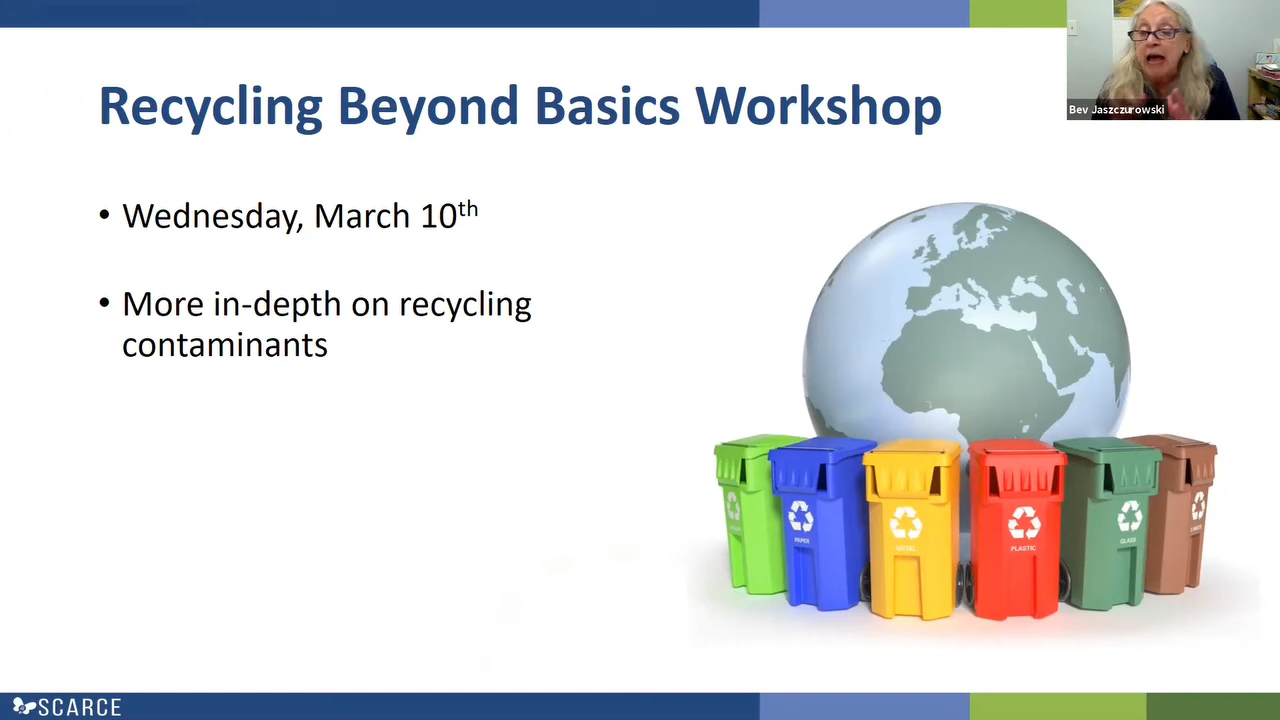 Recycling Beyond Basics Workshop
Bev Jaszczurowski
• Wednesday, March 10th
• More in-depth on recycling
contaminants
PAPER
METAL
PLASTIC
GLASS
SCARCE